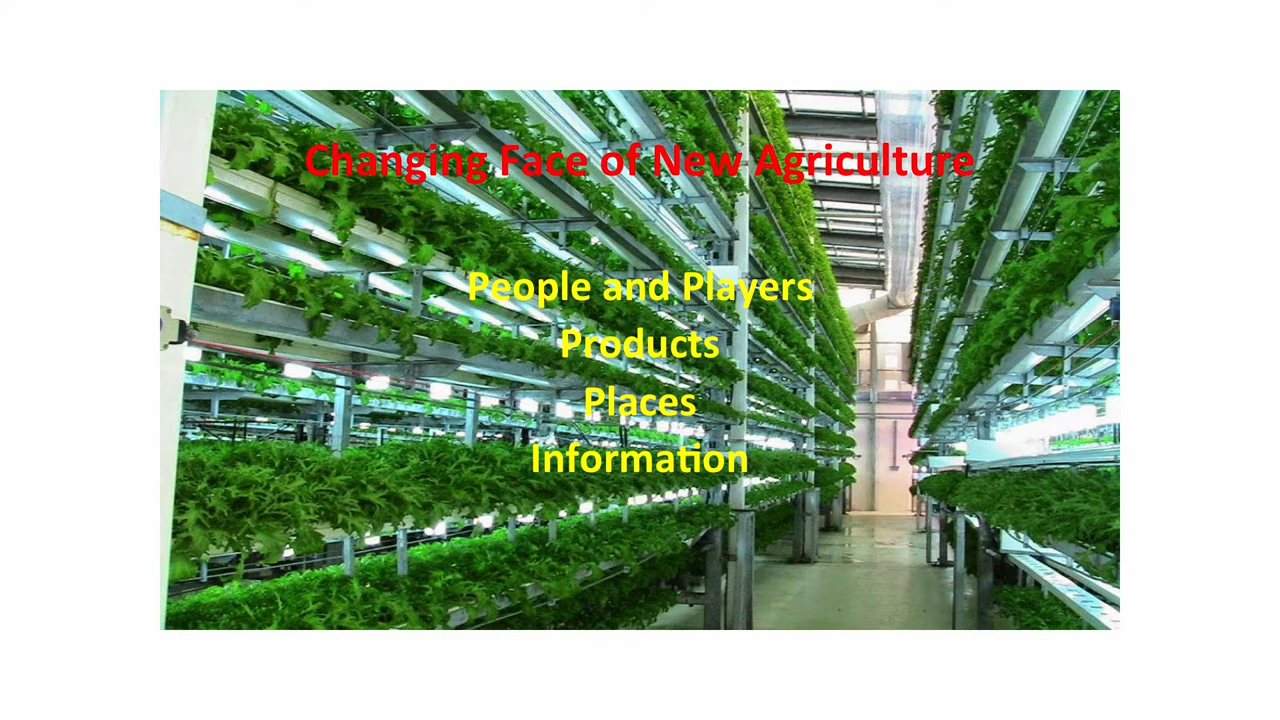 Changing Face of New Agriculture
People and Players
Products
Places
Information